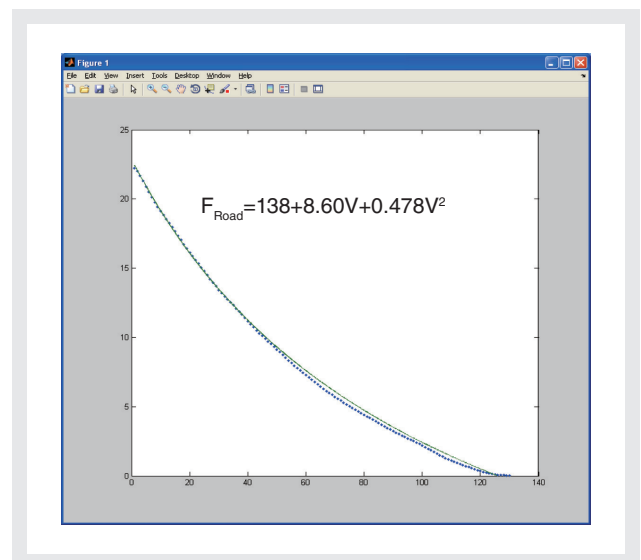 Figure 1
File Edit View Insert Tools Desktop Window Help
25
F_Road=138+8.60V+0.478V²
20
15
10
5
0
0 20 40 60 80 100 120 140